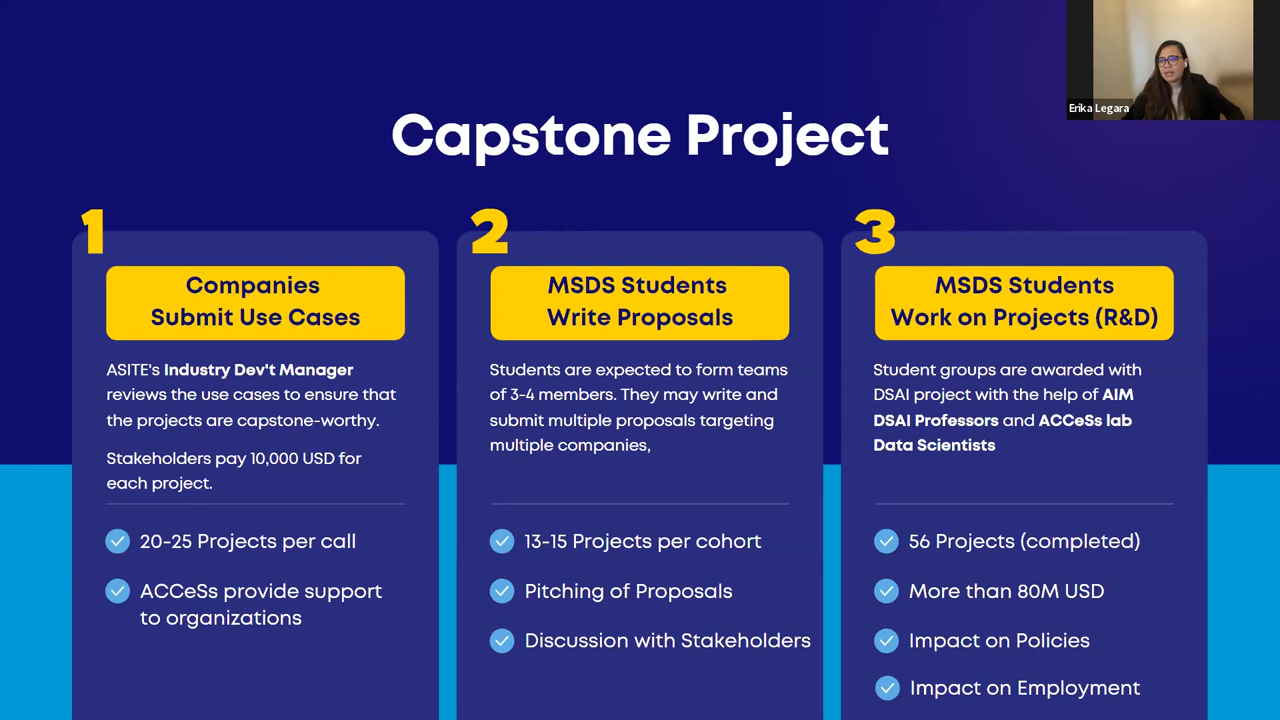 Erika Legara
Capstone Project
1
Companies
Submit Use Cases
ASITE's Industry Dev't Manager
reviews the use cases to ensure that
the projects are capstone-worthy.
Stakeholders pay 10,000 USD for
each project.
20-25 Projects per call
ACCeSs provide support
to organizations
2
MSDS Students
Write Proposals
Students are expected to form teams
of 3-4 members. They may write and
submit multiple proposals targeting
multiple companies,
13-15 Projects per cohort
Pitching of Proposals
Discussion with Stakeholders
3
MSDS Students
Work on Projects (R&D)
Student groups are awarded with
DSAI project with the help of AIM
DSAI Professors and ACCeSs lab
Data Scientists
56 Projects (completed)
More than 80M USD
Impact on Policies
Impact on Employment